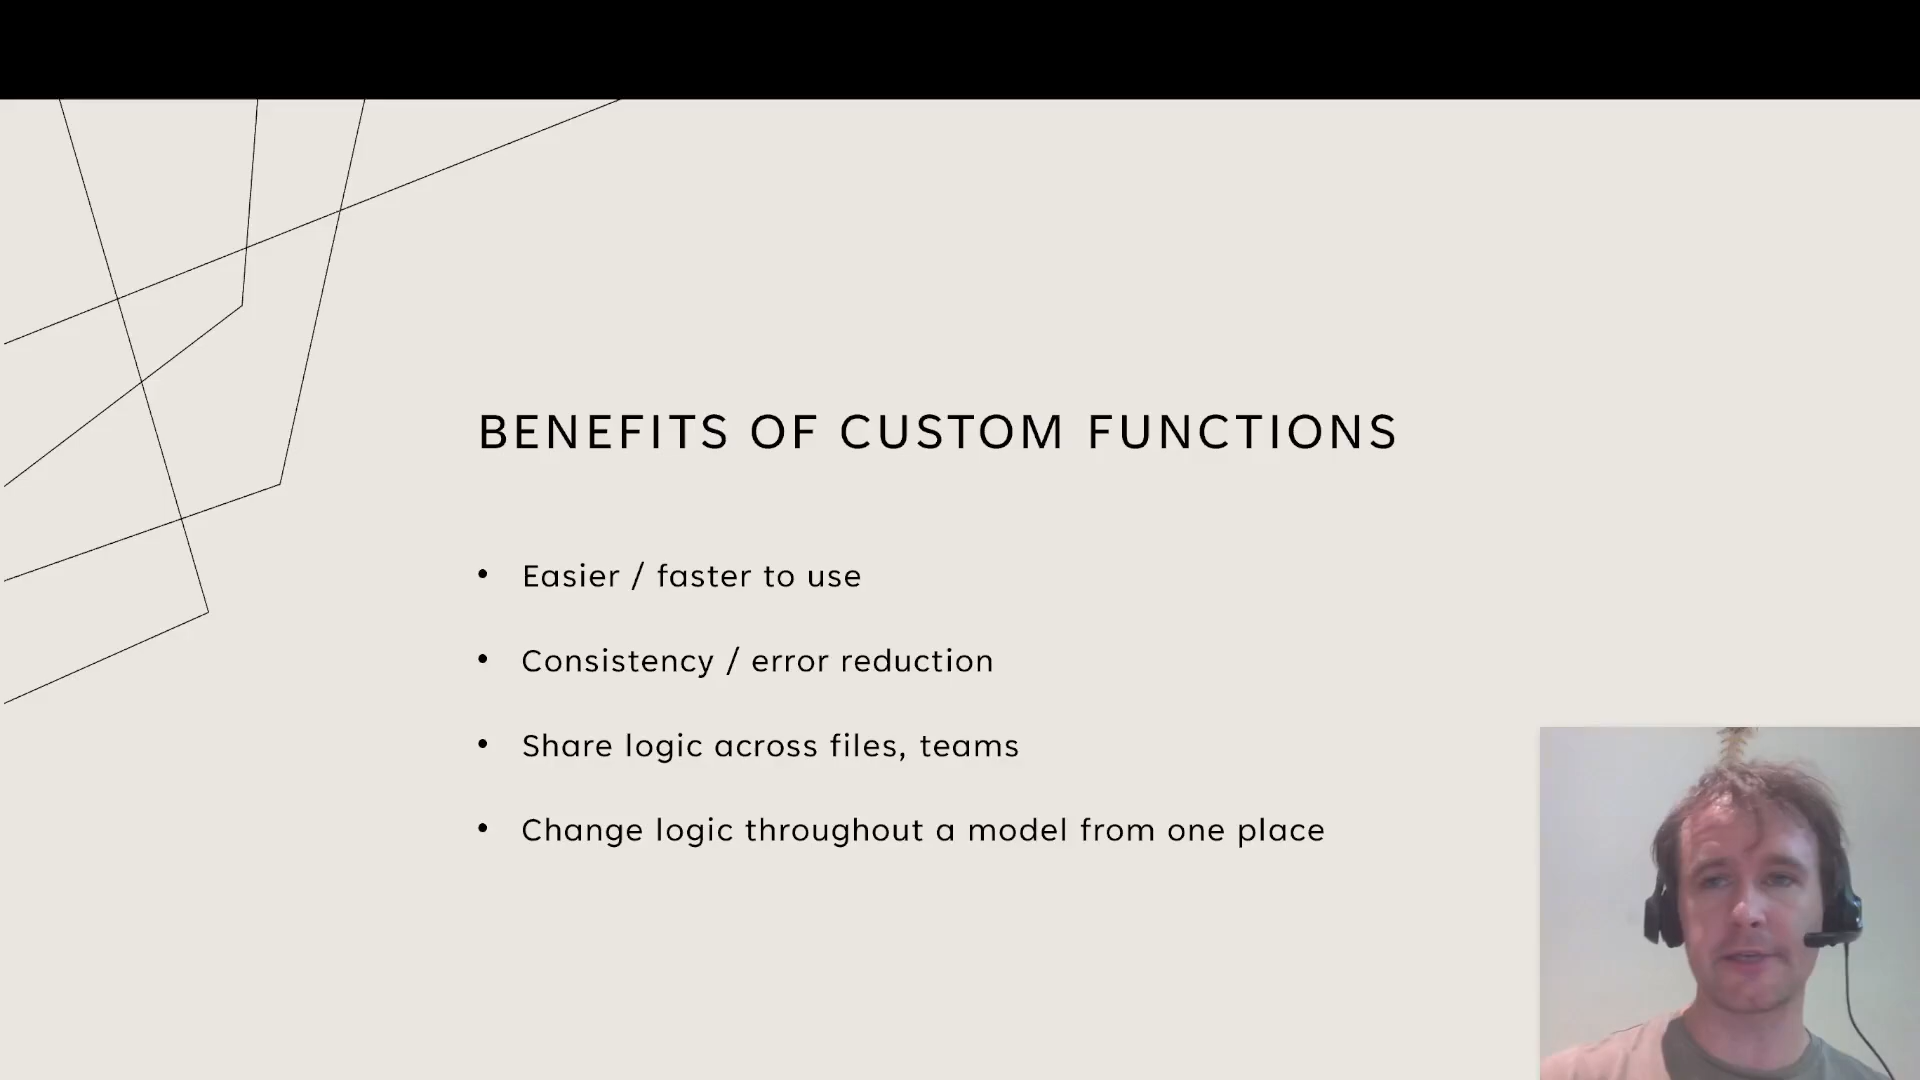 BENEFITS OF CUSTOM FUNCTIONS
• Easier / faster to use
• Consistency / error reduction
• Share logic across files, teams
• Change logic throughout a model from one place